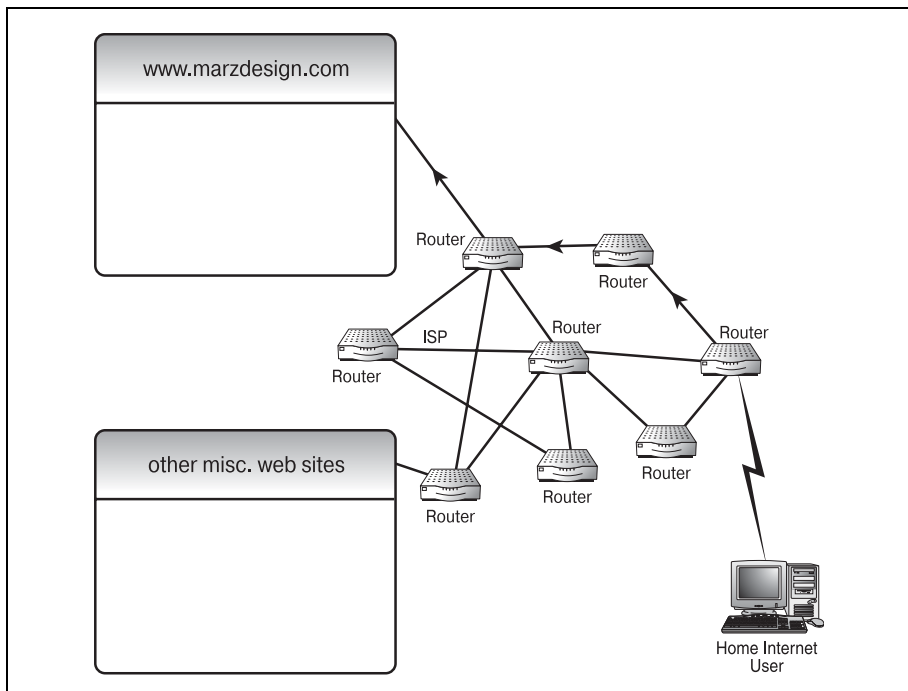 www.marzdesign.com
Router
Router
ISP
Router
Router
Router
other misc. web sites
Router
Router
Router
Home Internet
User